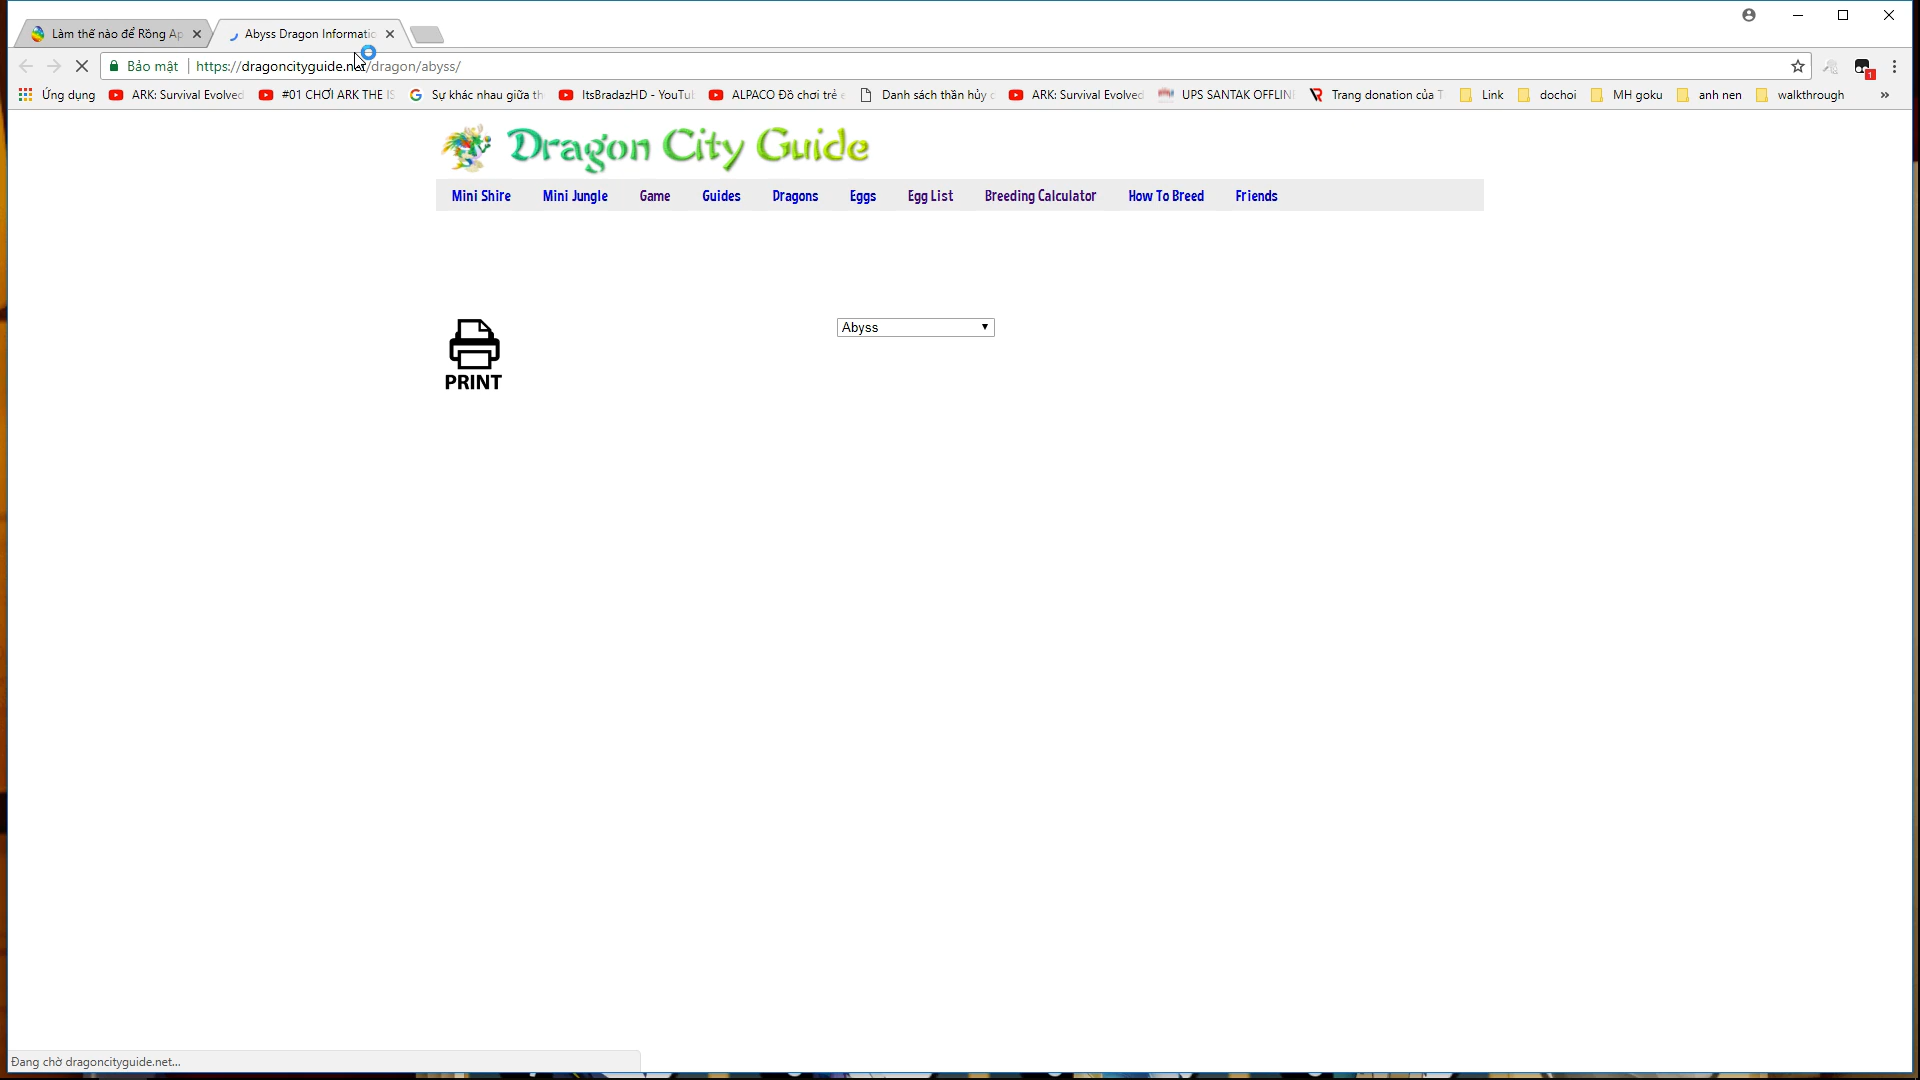 Làm thế nào để Rồng Ap
Abyss Dragon Informatic
Bảo mật https://dragoncityguide.net/dragon/abyss/
Ứng dụng ARK: Survival Evolved #01 CHƠI ARK THE IS Sự khác nhau giữa th ItsBradazHD - YouTu ALPACO Đồ chơi trẻ e Danh sách thần hủy c ARK: Survival Evolved UPS SANTAK OFFLIN Trang donation của T Link dochoi MH goku anh nen walkthrough »
1
Dragon City Guide
Mini Shire Mini Jungle Game Guides Dragons Eggs Egg List Breeding Calculator How To Breed Friends
Abyss
PRINT
Đang chờ dragoncityguide.net...